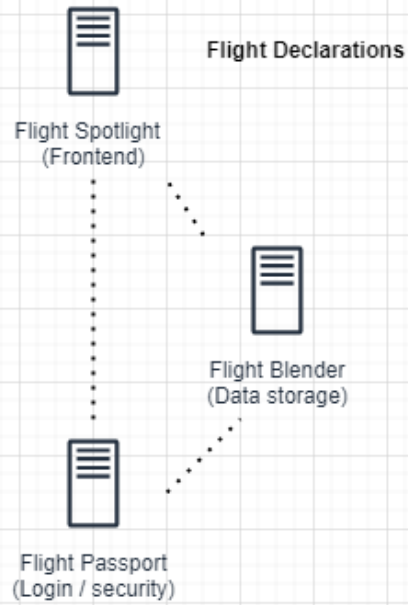 Flight Declarations
Flight Spotlight
(Frontend)
Flight Blender
(Data storage)
Flight Passport
(Login / security)